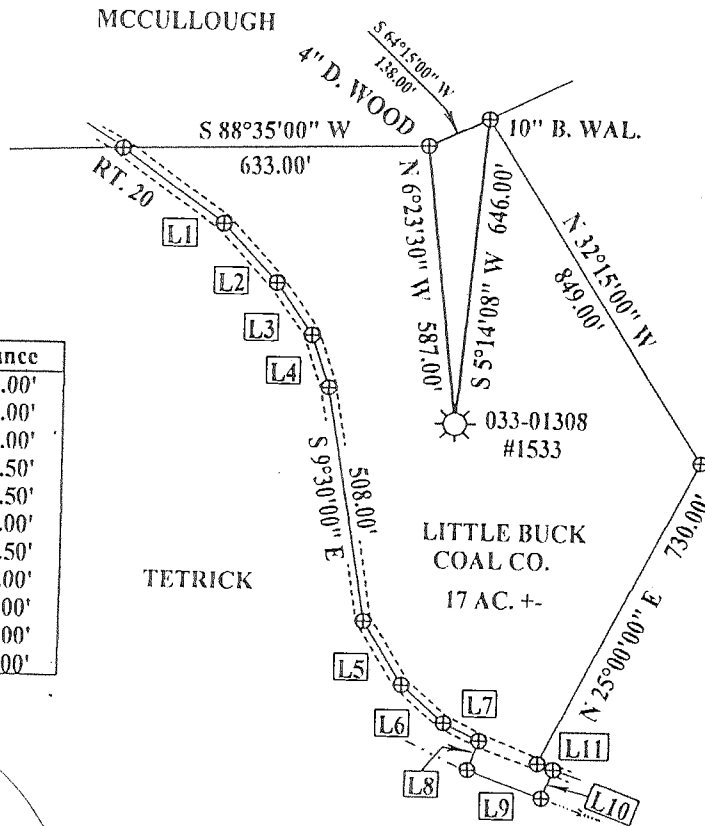 MCCULLOUGH
S 64°15'00" W
138.00'
4" D. WOOD
10" B. WAL.
S 88°35'00" W
633.00'
RT. 20
N 6°23'30" W 587.00'
S 5°14'08" W 646.00'
N 32°15'00" W
849.00'
L1
L2
L3
L4
033-01308
#1533
S 9°30'00" E
508.00'
730.00'
N 25°00'00" E
LITTLE BUCK
COAL CO.
17 AC. +-
TETRICK
.00'
.00'
.00'
.50'
.50'
.00'
.50'
.00'
.00'
.00'
.00'
L5
L6
L7
L8
L9
L10
L11